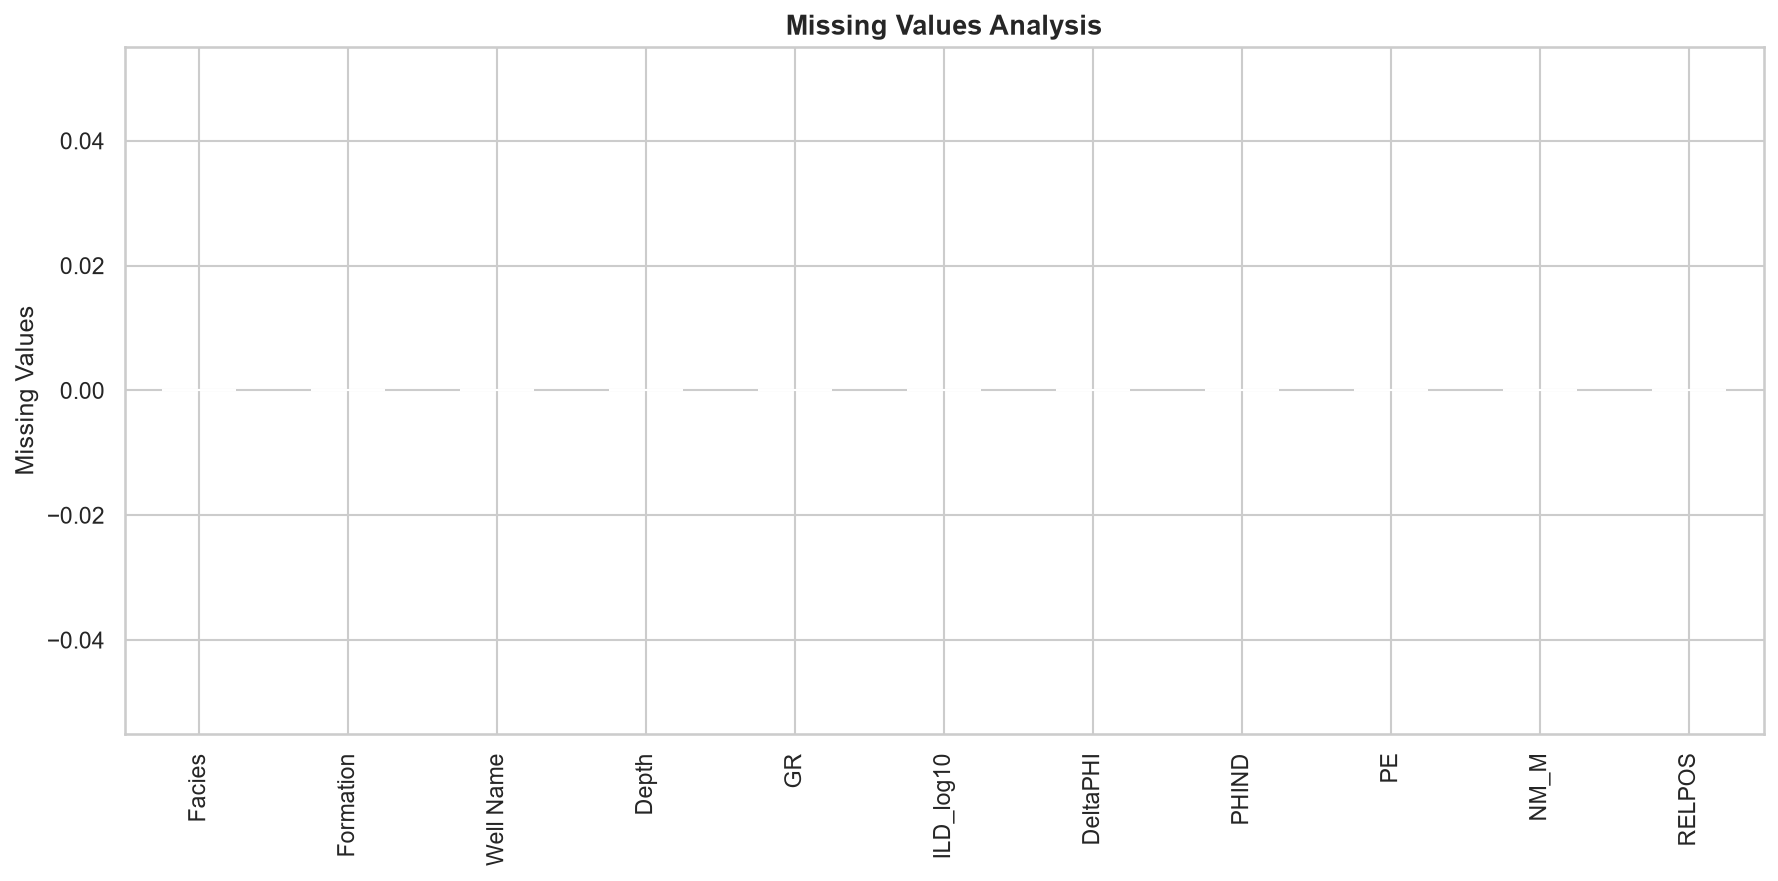 Missing Values Analysis
Missing Values
0.04
0.02
0.00
−0.02
−0.04
Facies
Formation
Well Name
Depth
GR
ILD_log10
DeltaPHI
PHIND
PE
NM_M
RELPOS